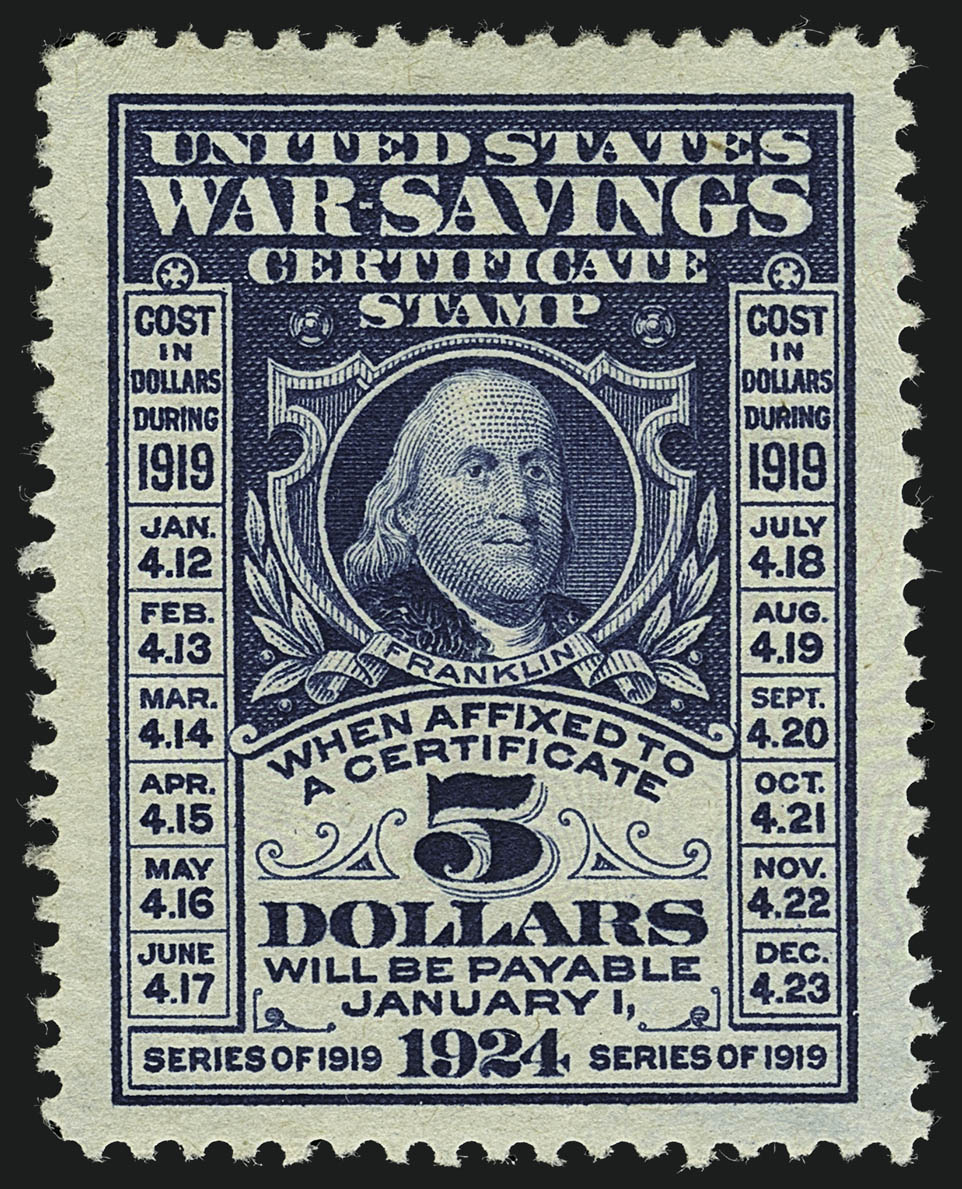 UNITED STATES
WAR-SAVINGS
CERTIFICATE
STAMP
COST
IN
DOLLARS
DURING
1919
JAN.
4.12
FEB.
4.13
MAR.
4.14
APR.
4.15
MAY
4.16
JUNE
4.17
COST
IN
DOLLARS
DURING
1919
JULY
4.18
AUG.
4.19
SEPT.
4.20
OCT.
4.21
NOV.
4.22
DEC.
4.23
FRANKLIN
WHEN AFFIXED TO
A CERTIFICATE
5
DOLLARS
WILL BE PAYABLE
JANUARY 1,
SERIES OF 1919 1924 SERIES OF 1919